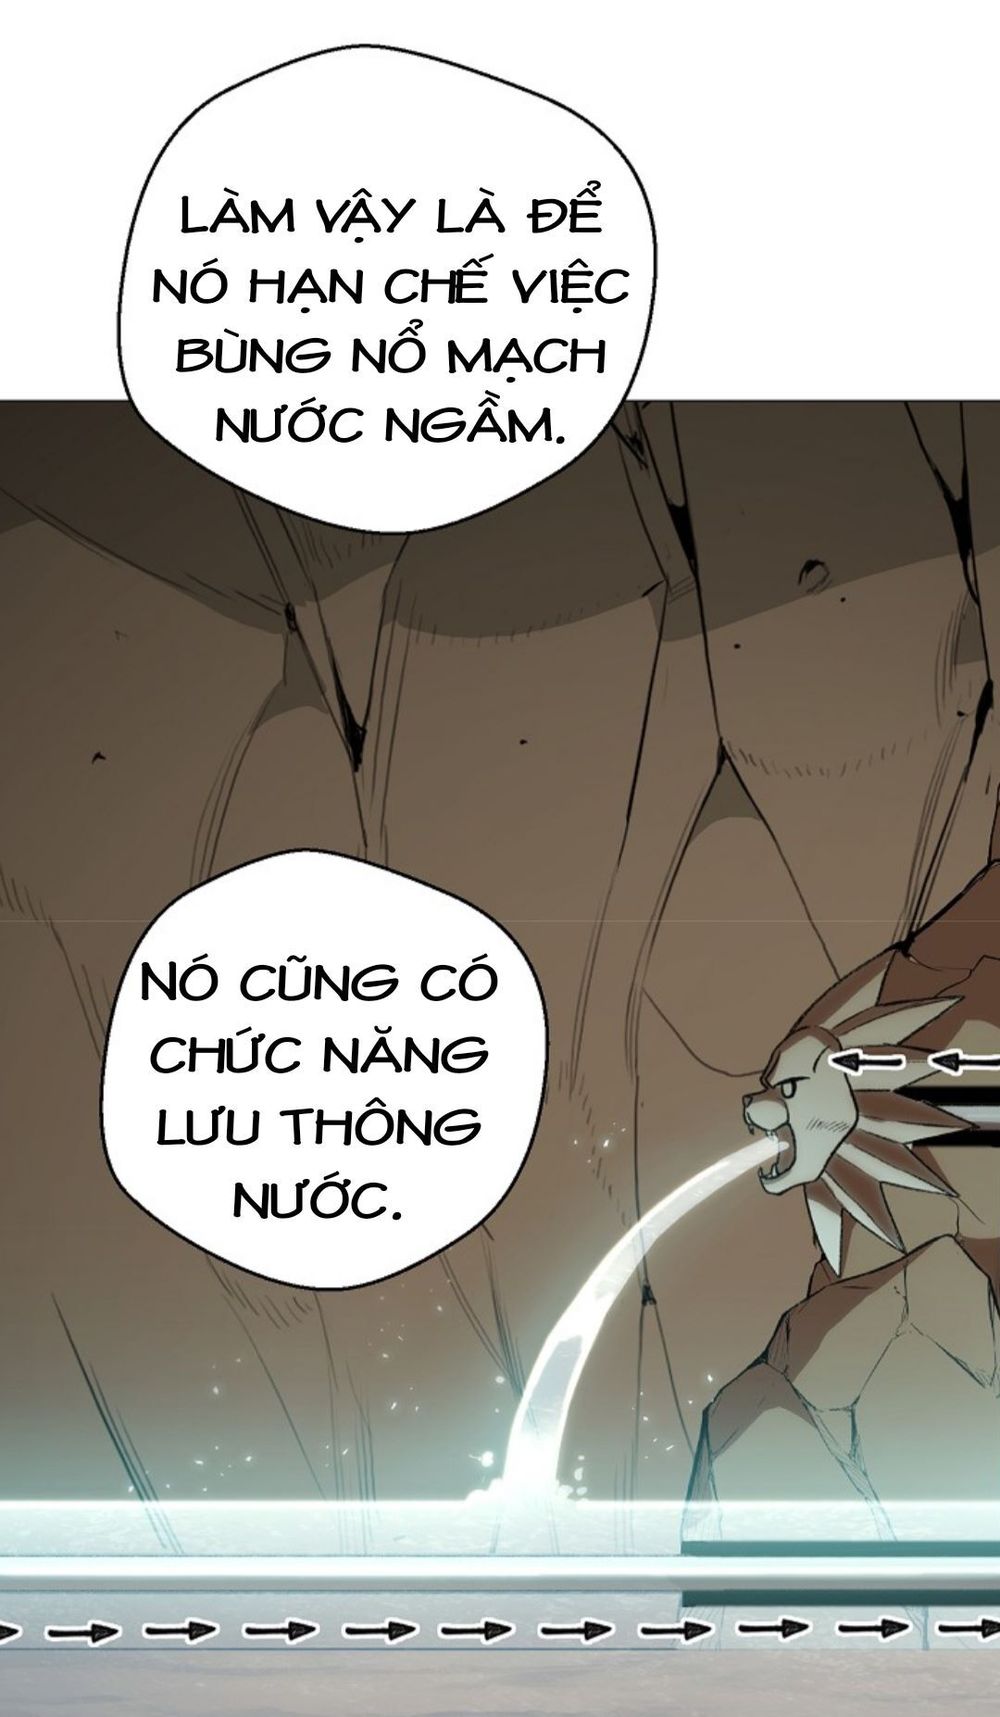 LÀM VẬY LÀ ĐỂ
NÓ HẠN CHẾ VIỆC
BÙNG NỔ MẠCH
NƯỚC NGẦM.
NÓ CŨNG CÓ
CHỨC NĂNG
LƯU THÔNG
NƯỚC.